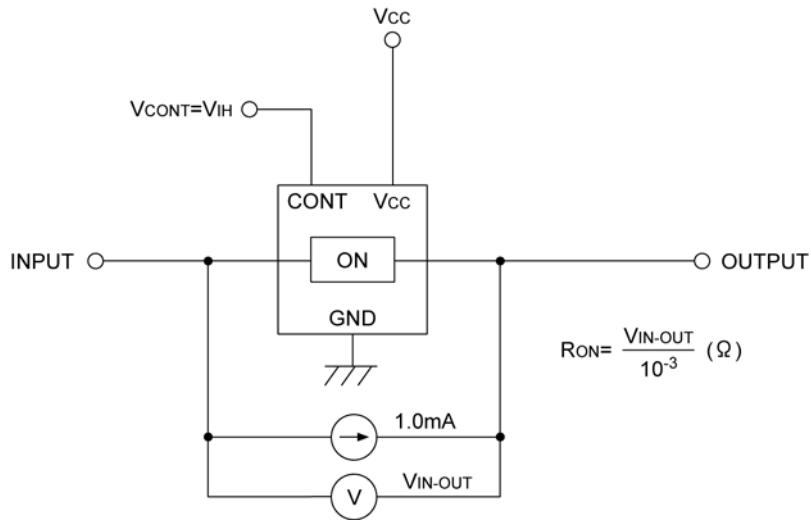 VCC
VCONT=VIH
CONT VCC
INPUT
ON
OUTPUT
GND
RON= VIN-OUT / 10⁻³ (Ω)
1.0mA
V VIN-OUT